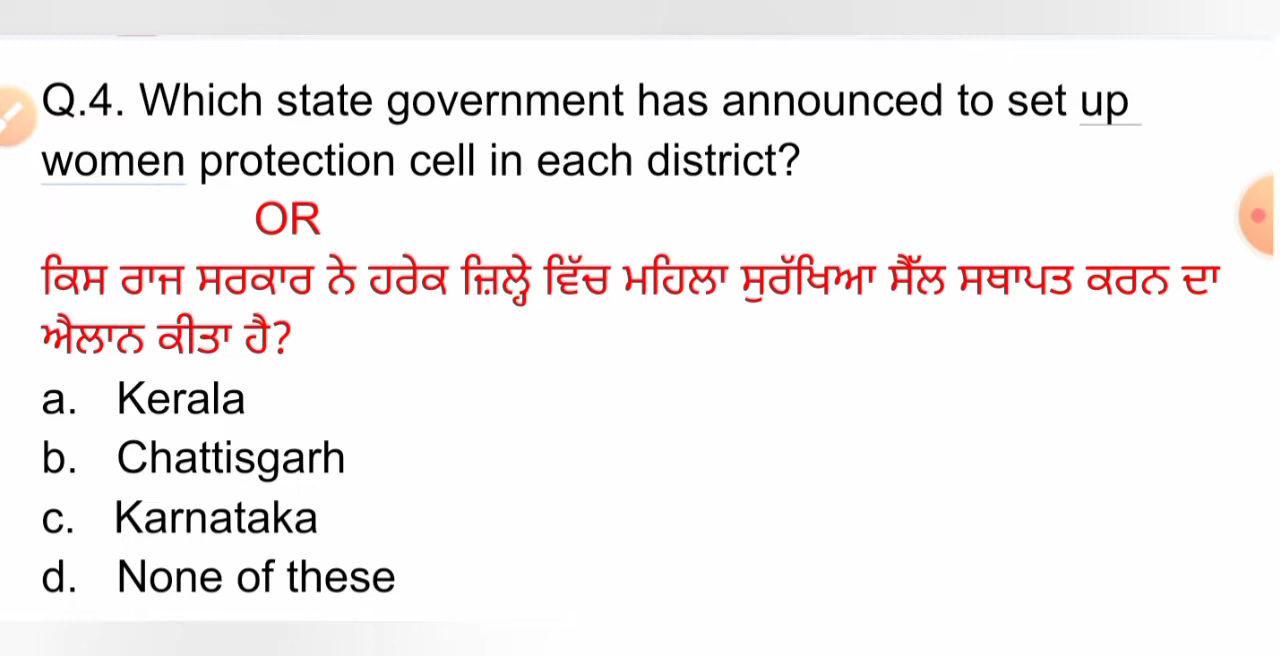 Q.4. Which state government has announced to set up
women protection cell in each district?
OR
ਕਿਸ ਰਾਜ ਸਰਕਾਰ ਨੇ ਹਰੇਕ ਜ਼ਿਲ੍ਹੇ ਵਿੱਚ ਮਹਿਲਾ ਸੁਰੱਖਿਆ ਸੈੱਲ ਸਥਾਪਤ ਕਰਨ ਦਾ
ਐਲਾਨ ਕੀਤਾ ਹੈ?
a. Kerala
b. Chattisgarh
c. Karnataka
d. None of these